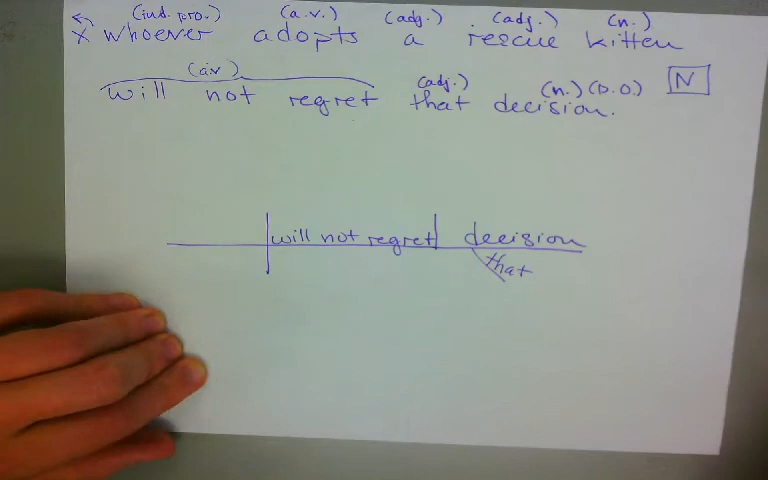 (ind. pro.) (a.v.) (adj.) (adj.) (n.)
x whoever adopts a rescue kitten
(av) (adj.) (n.) (D.O.) N
will not regret that decision.
will not regret decision
that